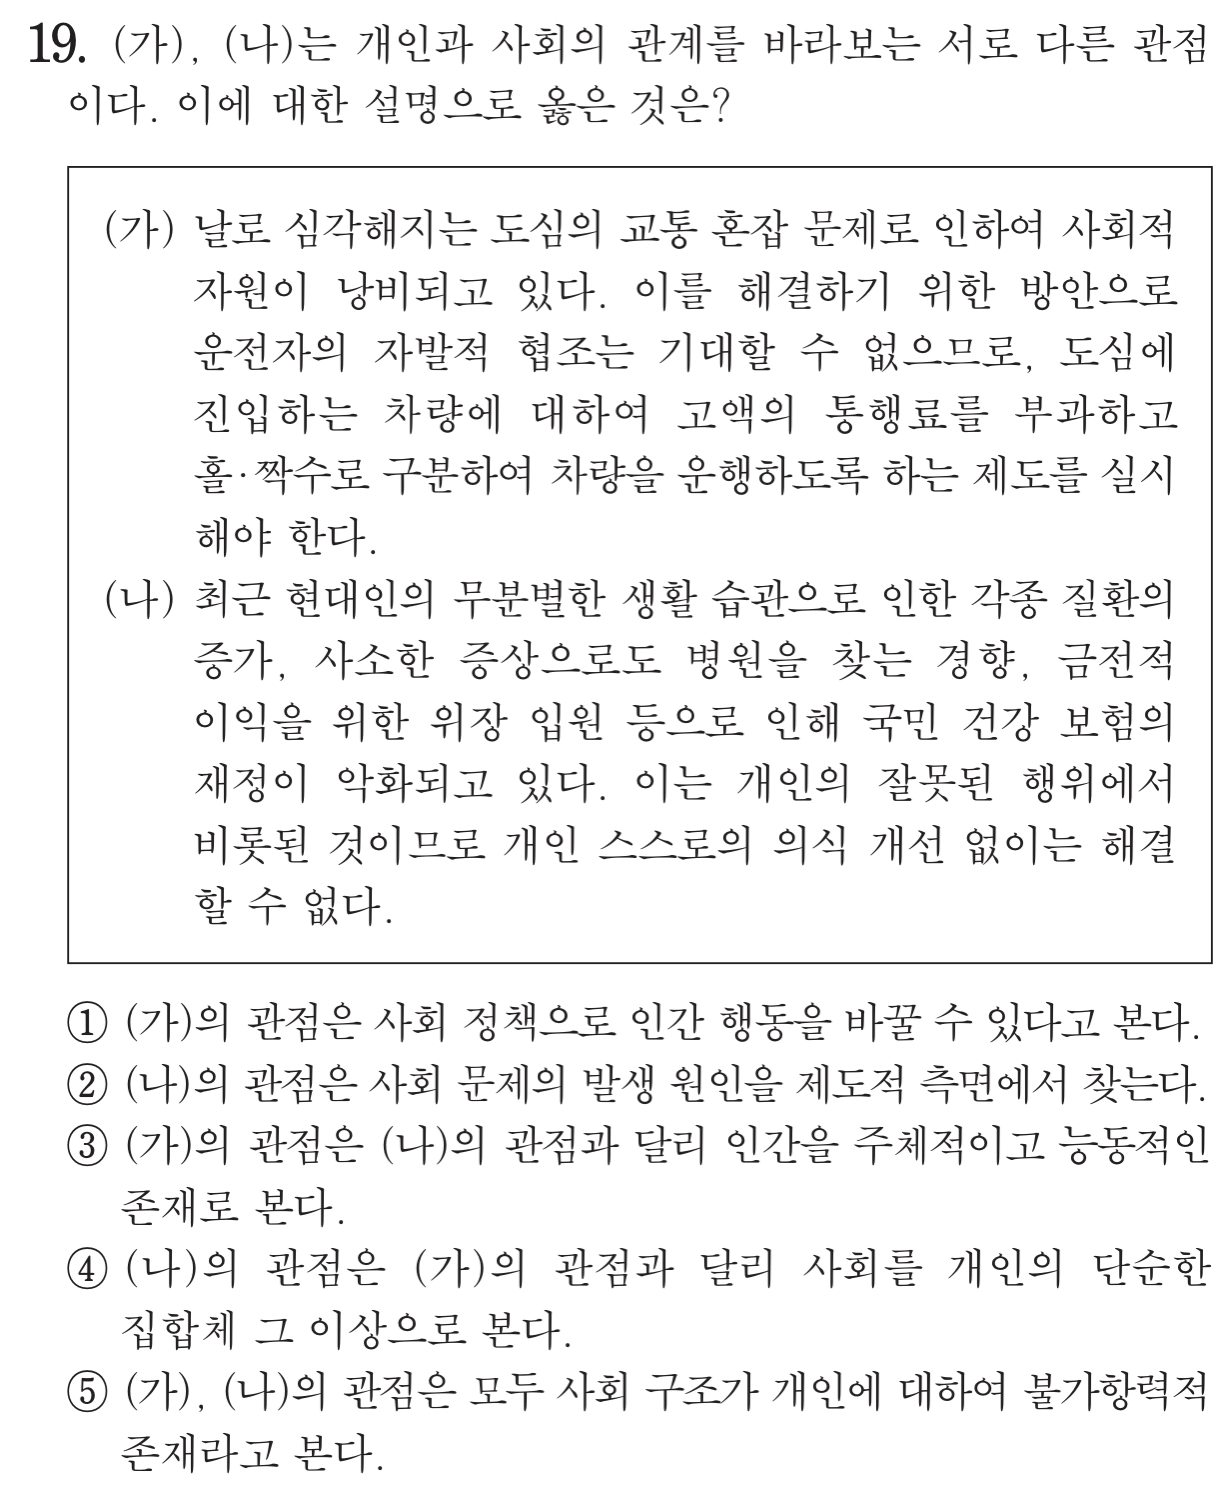 19. (가), (나)는 개인과 사회의 관계를 바라보는 서로 다른 관점
이다. 이에 대한 설명으로 옳은 것은?
(가) 날로 심각해지는 도심의 교통 혼잡 문제로 인하여 사회적
자원이 낭비되고 있다. 이를 해결하기 위한 방안으로
운전자의 자발적 협조는 기대할 수 없으므로, 도심에
진입하는 차량에 대하여 고액의 통행료를 부과하고
홀·짝수로 구분하여 차량을 운행하도록 하는 제도를 실시
해야 한다.
(나) 최근 현대인의 무분별한 생활 습관으로 인한 각종 질환의
증가, 사소한 증상으로도 병원을 찾는 경향, 금전적
이익을 위한 위장 입원 등으로 인해 국민 건강 보험의
재정이 악화되고 있다. 이는 개인의 잘못된 행위에서
비롯된 것이므로 개인 스스로의 의식 개선 없이는 해결
할 수 없다.
① (가)의 관점은 사회 정책으로 인간 행동을 바꿀 수 있다고 본다.
② (나)의 관점은 사회 문제의 발생 원인을 제도적 측면에서 찾는다.
③ (가)의 관점은 (나)의 관점과 달리 인간을 주체적이고 능동적인
존재로 본다.
④ (나)의 관점은 (가)의 관점과 달리 사회를 개인의 단순한
집합체 그 이상으로 본다.
⑤ (가), (나)의 관점은 모두 사회 구조가 개인에 대하여 불가항력적
존재라고 본다.